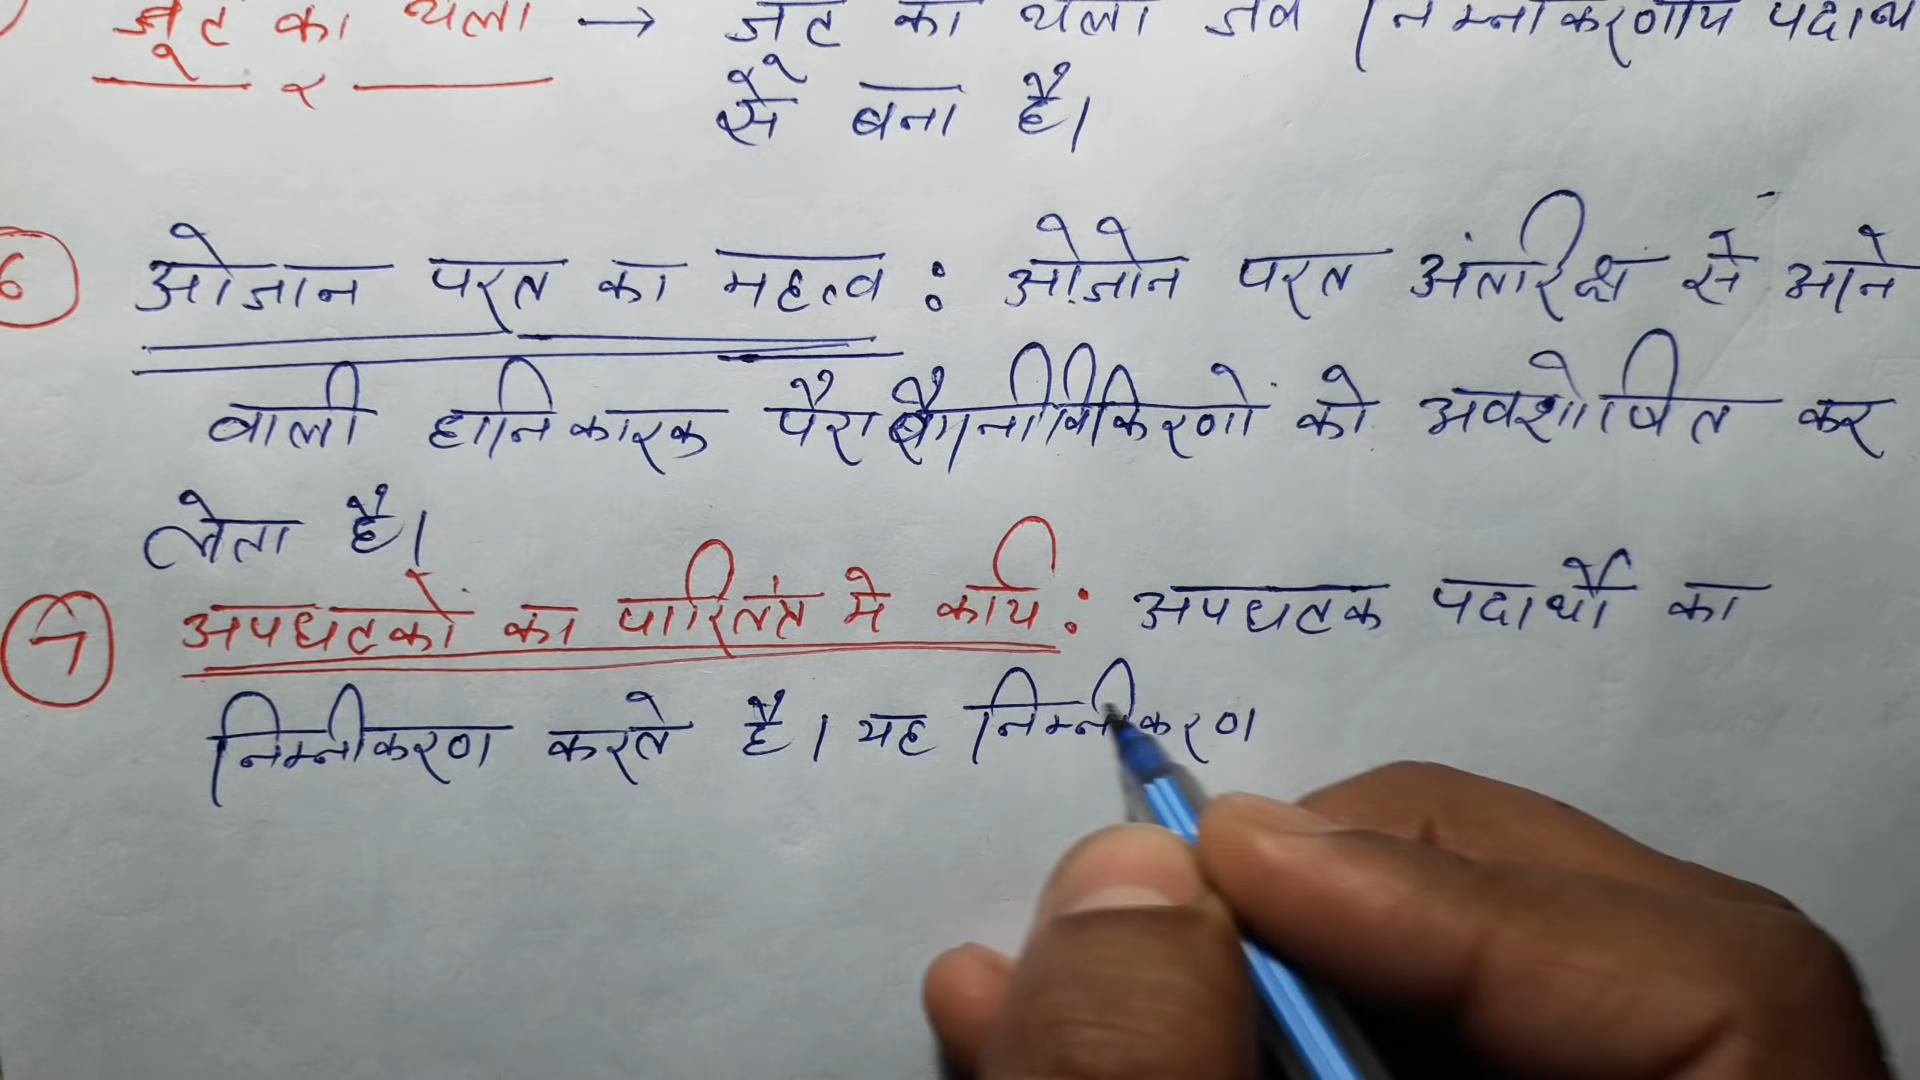 जूट का थैला → जूट का थैला जैव निम्नीकरणीय पदार्थ
से बना है।
6 ओजोन परत का महत्व : ओजोन परत अंतरिक्ष से आने
वाली हानिकारक पैराबैगनी विकिरणों को अवशोषित कर
लेता है।
7 अपघटकों का पारितंत्र मे कार्य : अपघटक पदार्थों का
निम्नीकरण करते है। यह निम्नीकरण